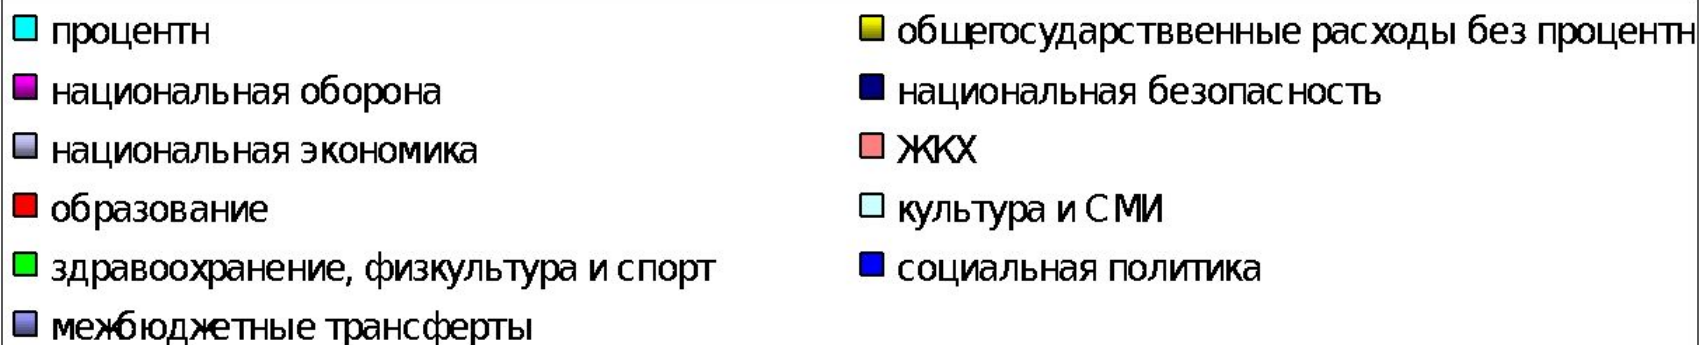 процентн
общегосударстввенные расходы без процентн
национальная оборона
национальная безопасность
национальная экономика
ЖКХ
образование
культура и СМИ
здравоохранение, физкультура и спорт
социальная политика
межбюджетные трансферты